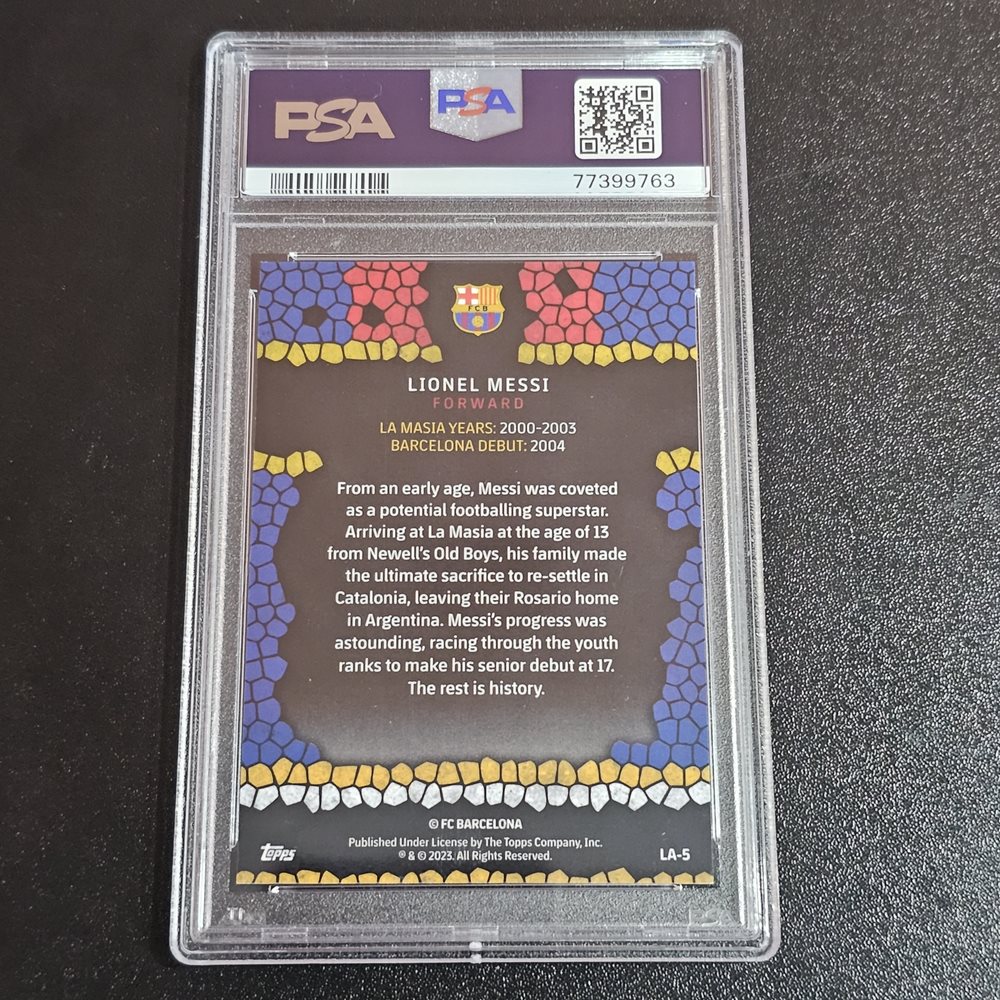 PSA
PSA
77399763
FCB
LIONEL MESSI
FORWARD
LA MASIA YEARS: 2000-2003
BARCELONA DEBUT: 2004
From an early age, Messi was coveted
as a potential footballing superstar.
Arriving at La Masia at the age of 13
from Newell's Old Boys, his family made
the ultimate sacrifice to re-settle in
Catalonia, leaving their Rosario home
in Argentina. Messi's progress was
astounding, racing through the youth
ranks to make his senior debut at 17.
The rest is history.
© FC BARCELONA
Published Under License by The Topps Company, Inc.
® & © 2023. All Rights Reserved.
Topps
LA-5